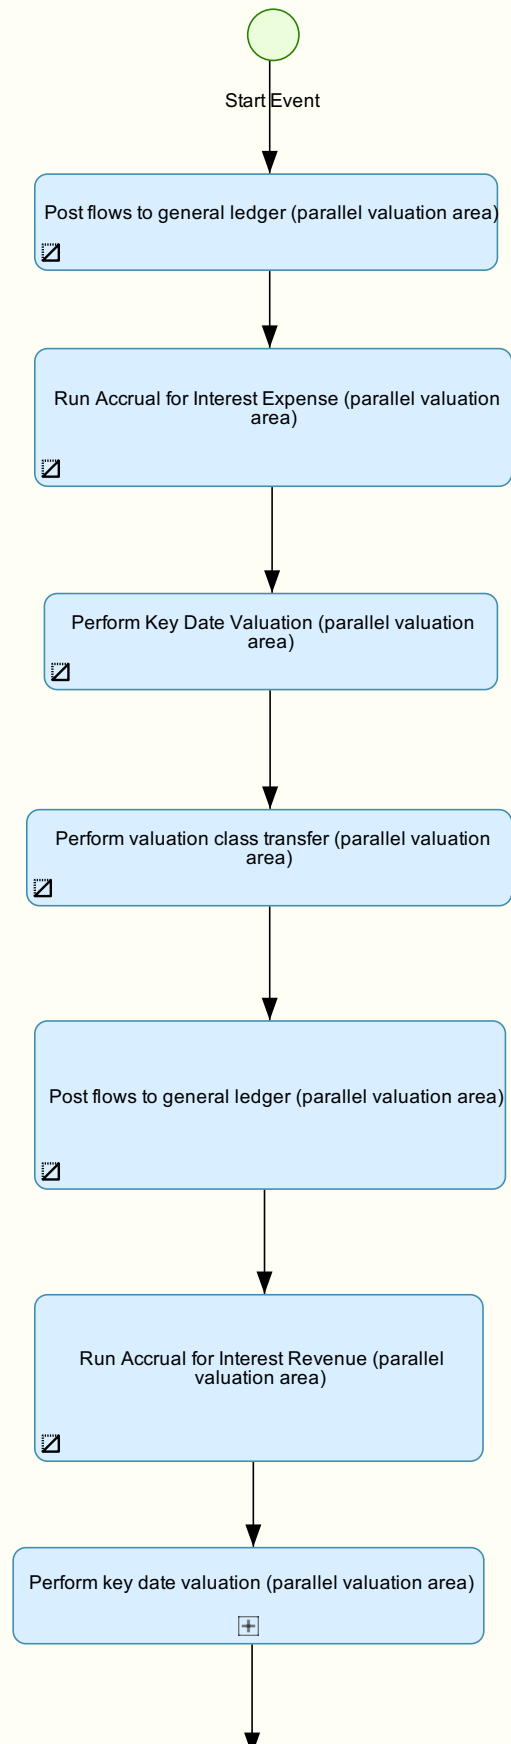 Start Event
Post flows to general ledger (parallel valuation area)
Run Accrual for Interest Expense (parallel valuation
area)
Perform Key Date Valuation (parallel valuation
area)
Perform valuation class transfer (parallel valuation
area)
Post flows to general ledger (parallel valuation area)
Run Accrual for Interest Revenue (parallel
valuation area)
Perform key date valuation (parallel valuation area)